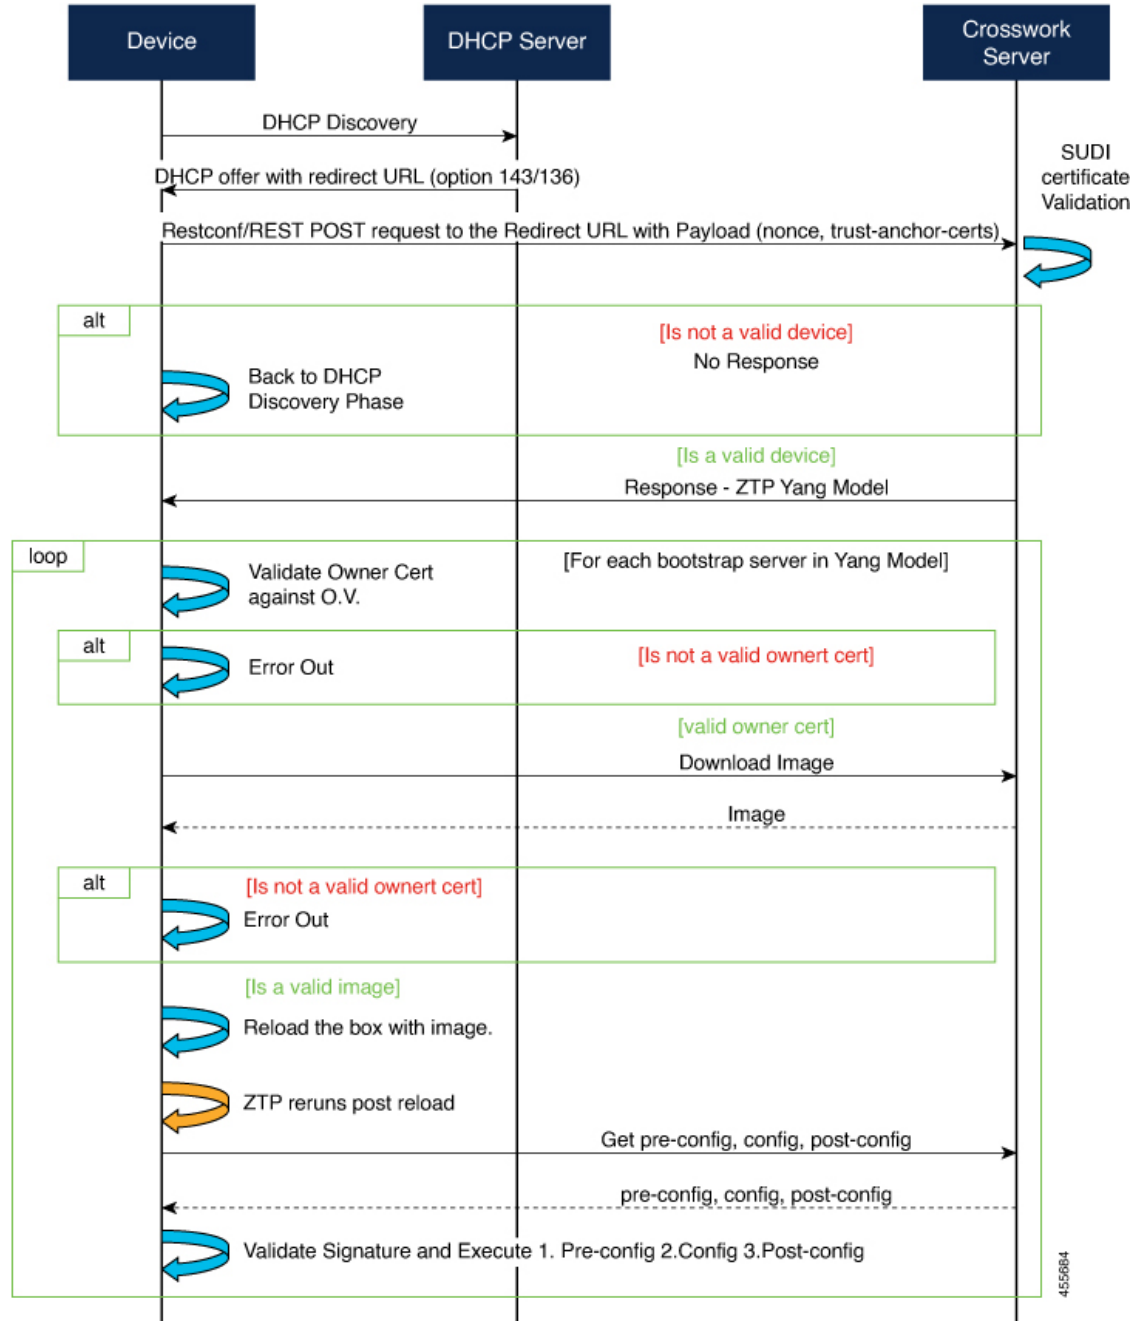 Device
DHCP Server
Crosswork
Server
DHCP Discovery
SUDI
certificate
Validation
DHCP offer with redirect URL (option 143/136)
Restconf/REST POST request to the Redirect URL with Payload (nonce, trust-anchor-certs)
alt
[Is not a valid device]
No Response
Back to DHCP
Discovery Phase
[Is a valid device]
Response - ZTP Yang Model
loop
[For each bootstrap server in Yang Model]
Validate Owner Cert
against O.V.
alt
[Is not a valid ownert cert]
Error Out
[valid owner cert]
Download Image
Image
alt
[Is not a valid ownert cert]
Error Out
[Is a valid image]
Reload the box with image.
ZTP reruns post reload
Get pre-config, config, post-config
pre-config, config, post-config
Validate Signature and Execute 1. Pre-config 2.Config 3.Post-config
455684